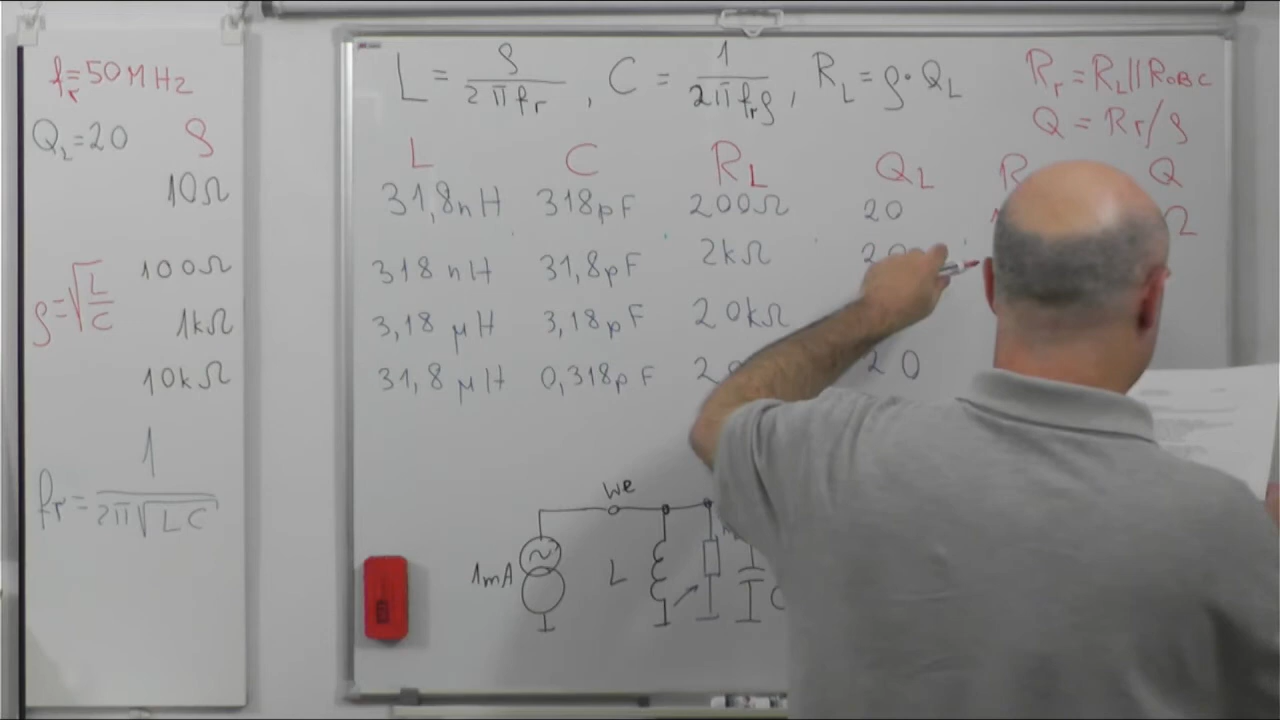 fr=50MHz
QL=20 ρ
10Ω
100Ω
ρ=√(L/C)
1kΩ
10kΩ
fr=1/(2π√LC)
L=ρ/(2πfr), C=1/(2πfrρ), RL=ρ·QL
Rr=RL||ROBC
Q=Rr/ρ
L C RL QL R Q
31,8nH 318pF 200Ω 20 Ω
318nH 31,8pF 2kΩ 20
3,18μH 3,18pF 20kΩ
31,8μH 0,318pF 20
We
1mA L C